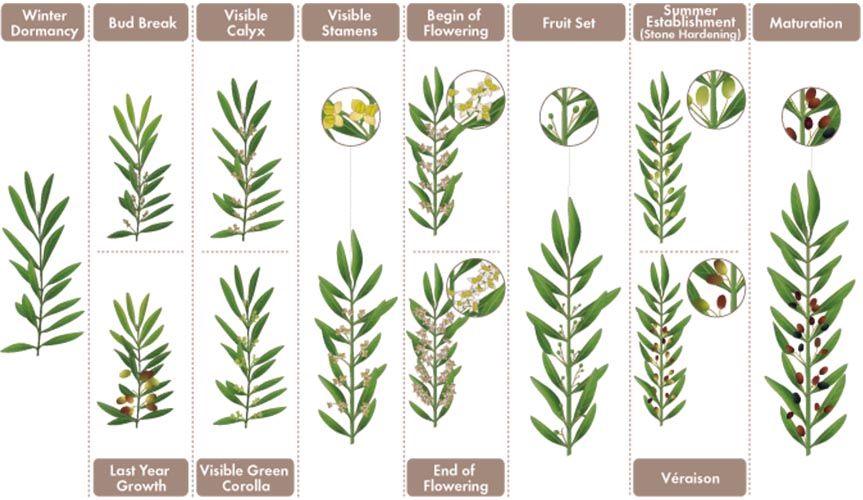 Winter
Dormancy
Bud Break
Visible
Calyx
Visible
Stamens
Begin of
Flowering
Fruit Set
Summer
Establishment
(Stone Hardening)
Maturation
Last Year
Growth
Visible Green
Corolla
End of
Flowering
Véraison